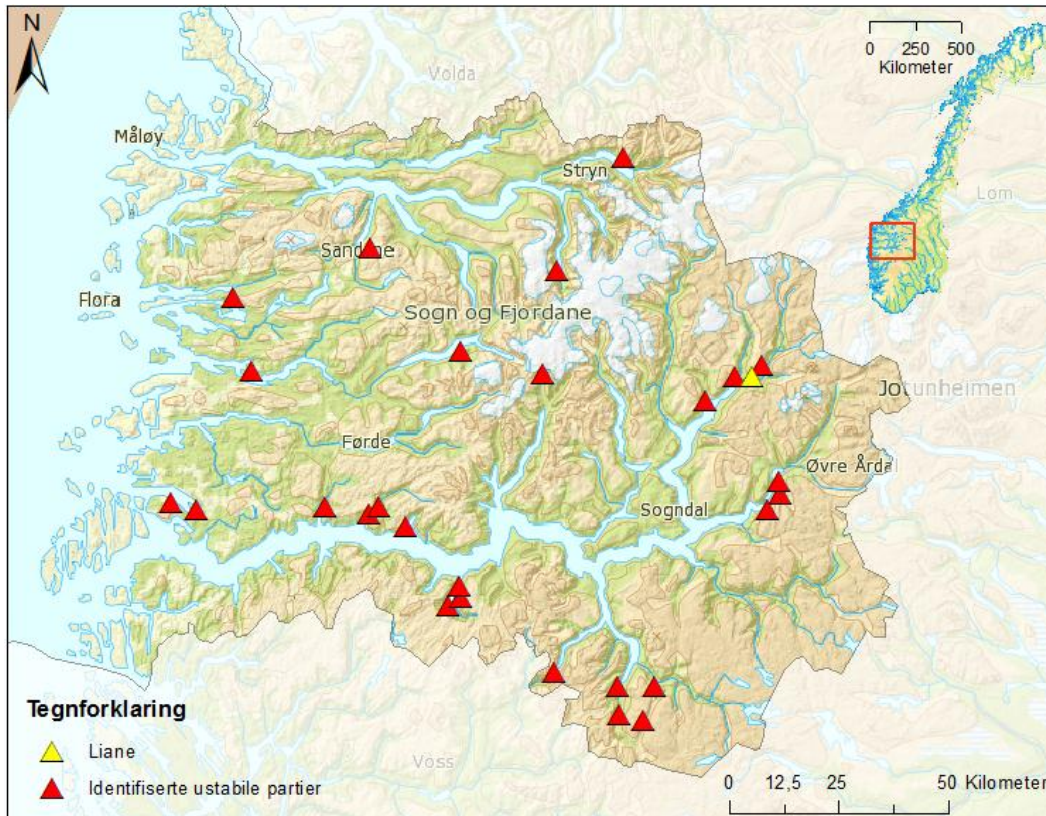 N
0 250 500
Kilometer
Volda
Måløy
Stryn
Lom
Sandane
Florø
Sogn og Fjordane
Jotunheimen
Førde
Øvre Årdal
Sogndal
Tegnforklaring
Liane
Identifiserte ustabile partier
Voss
0 12,5 25 50 Kilometer